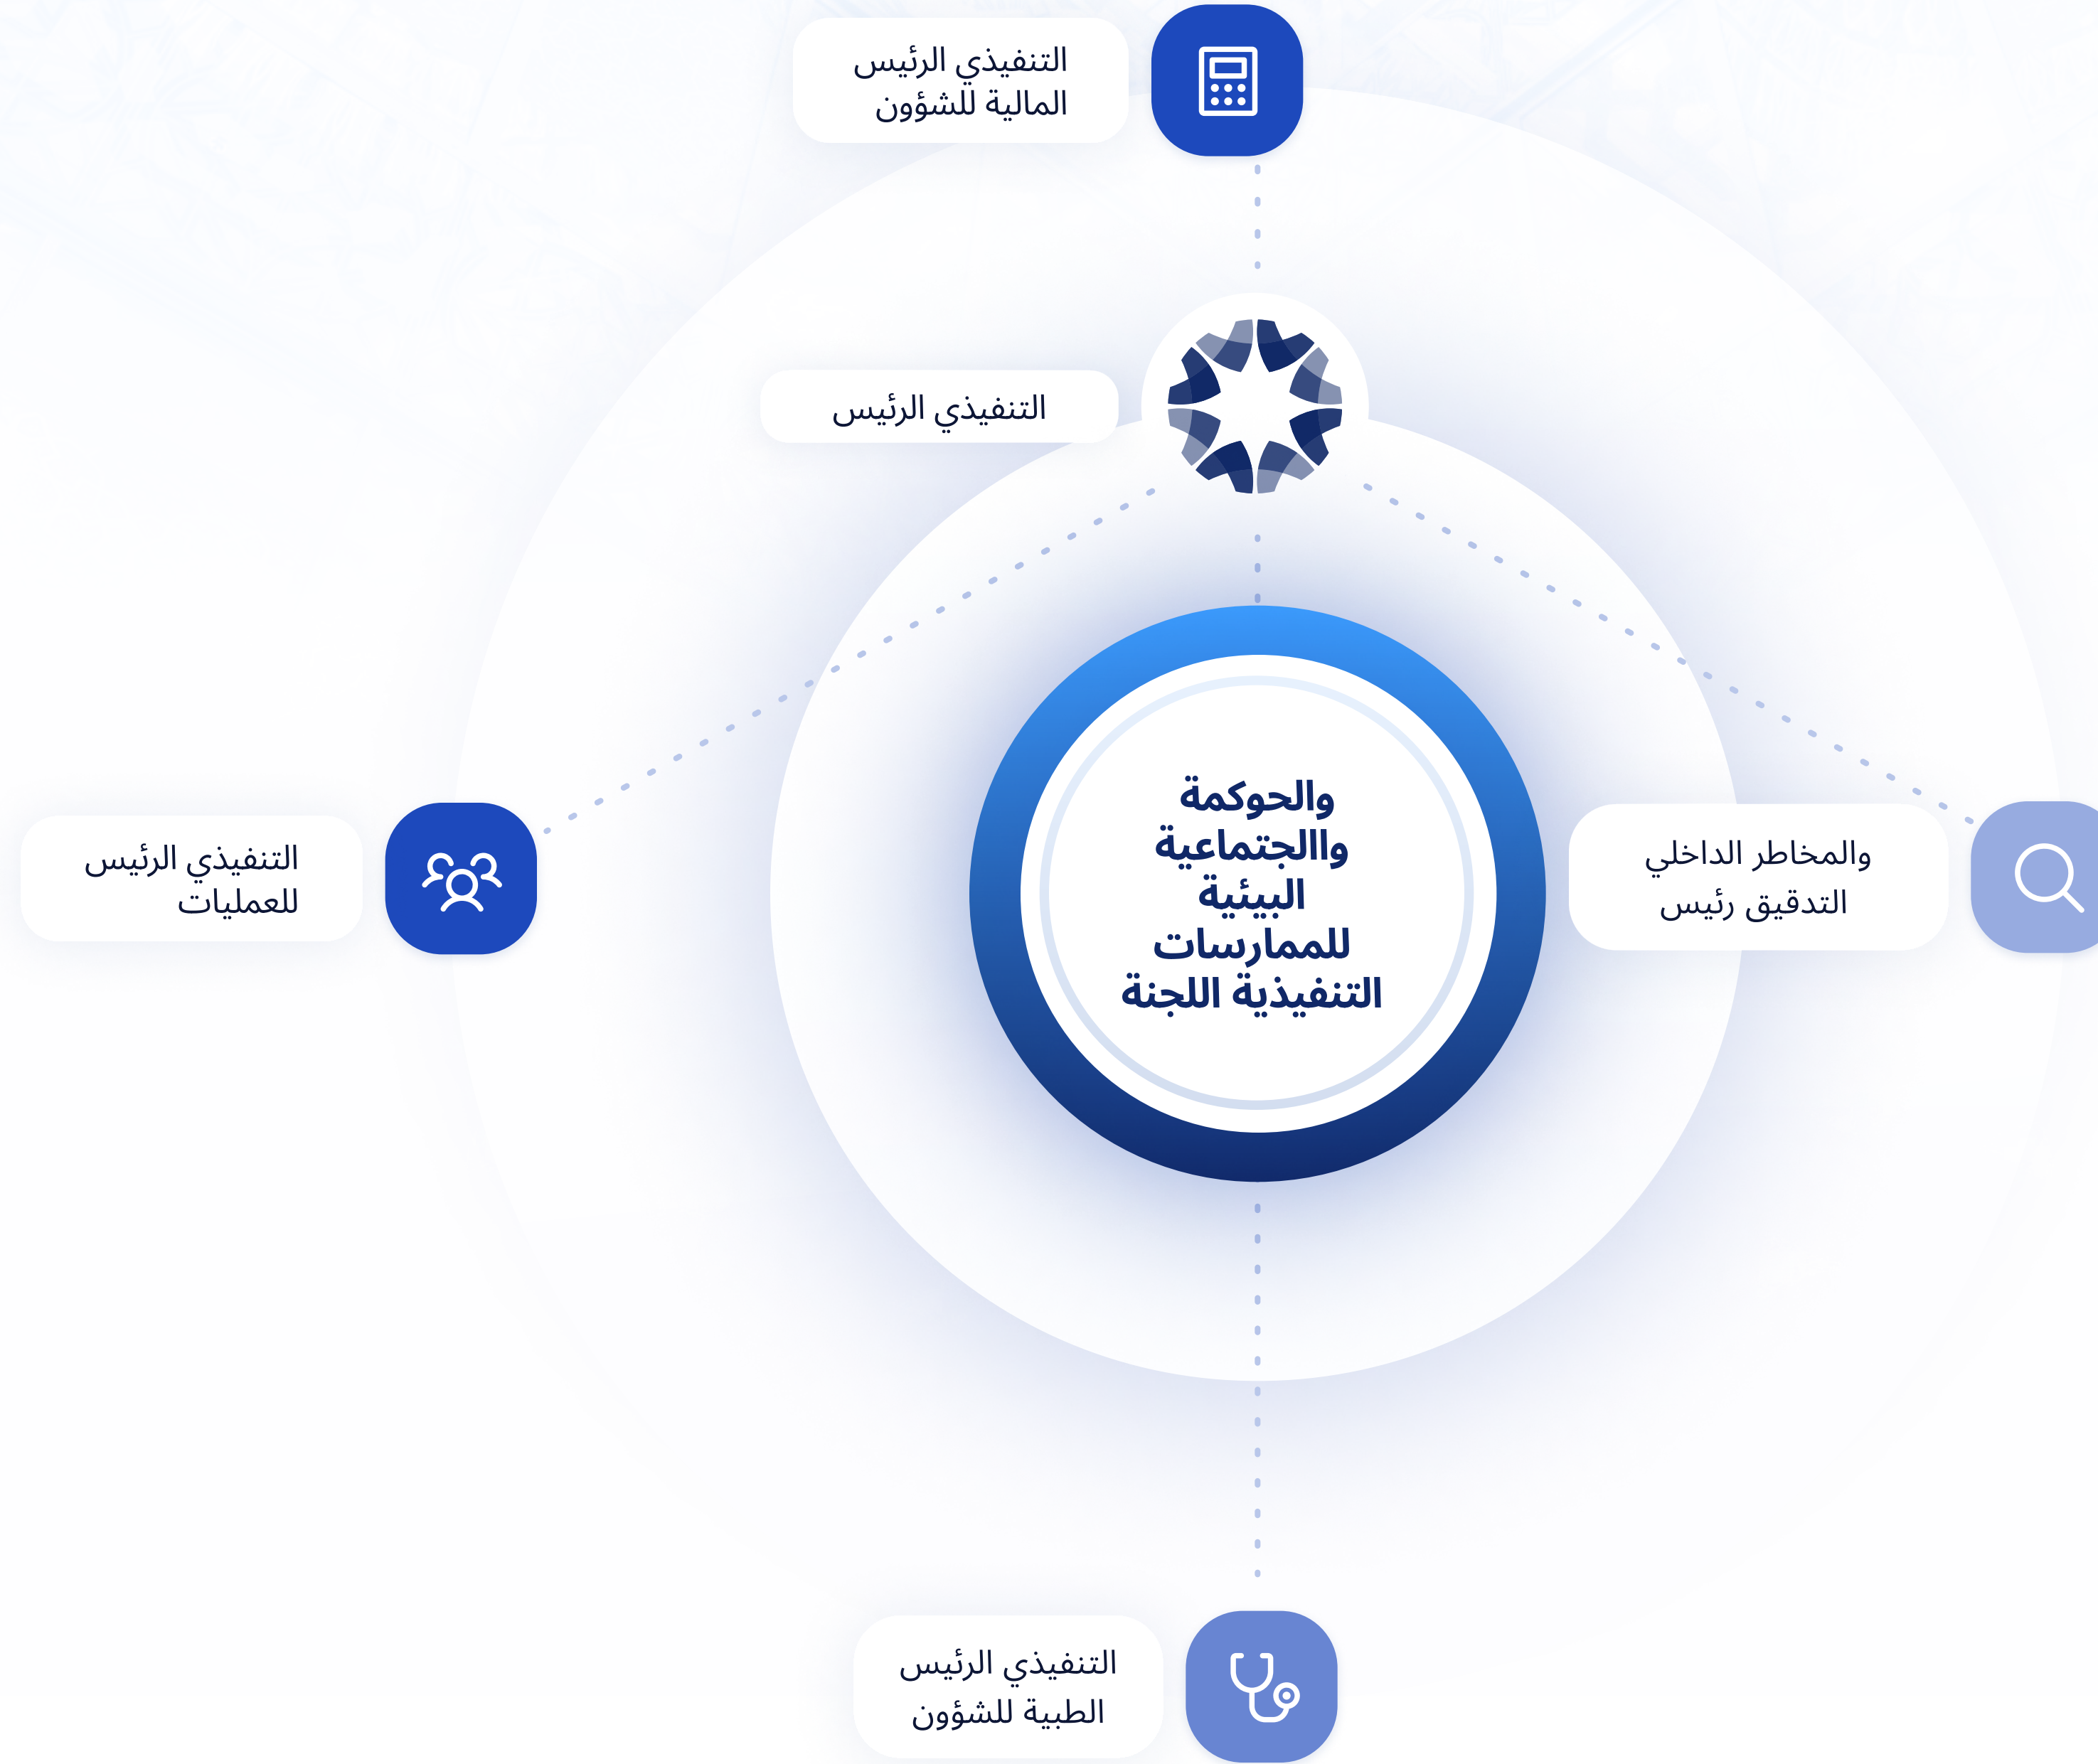 التنفيذي الرئيس
المالية للشؤون
التنفيذي الرئيس
والحوكمة
واالجتماعية
البيئية
للممارسات
التنفيذية اللجنة
والمخاطر الداخلي
التدقيق رئيس
التنفيذي الرئيس
للعمليات
التنفيذي الرئيس
الطبية للشؤون